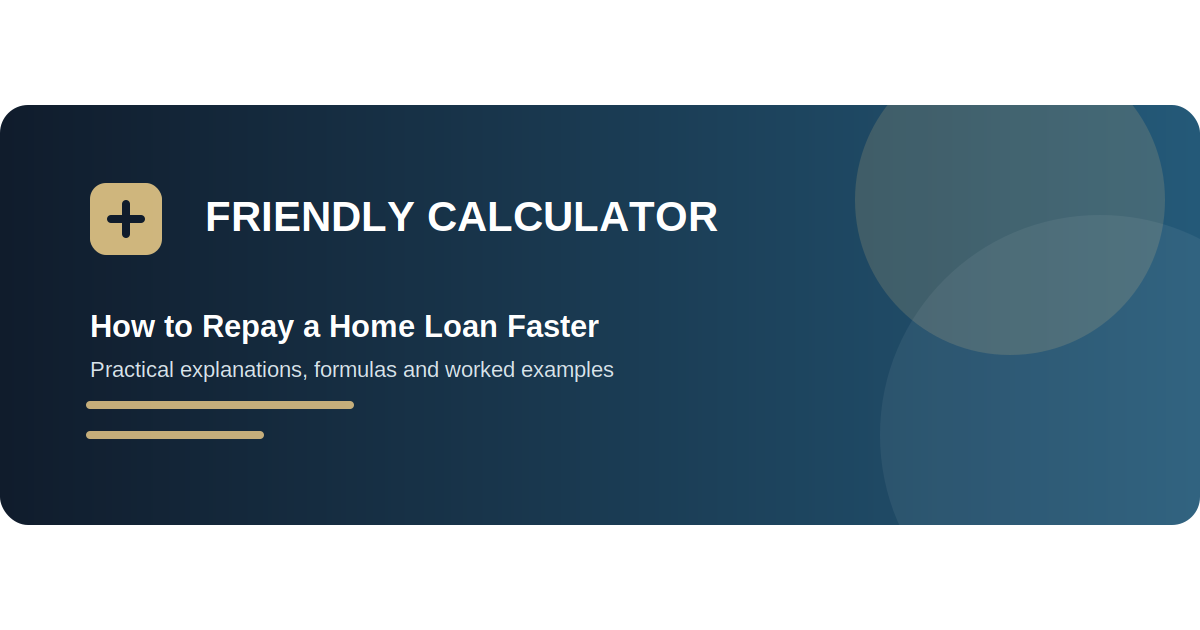 FRIENDLY CALCULATOR
How to Repay a Home Loan Faster
Practical explanations, formulas and worked examples